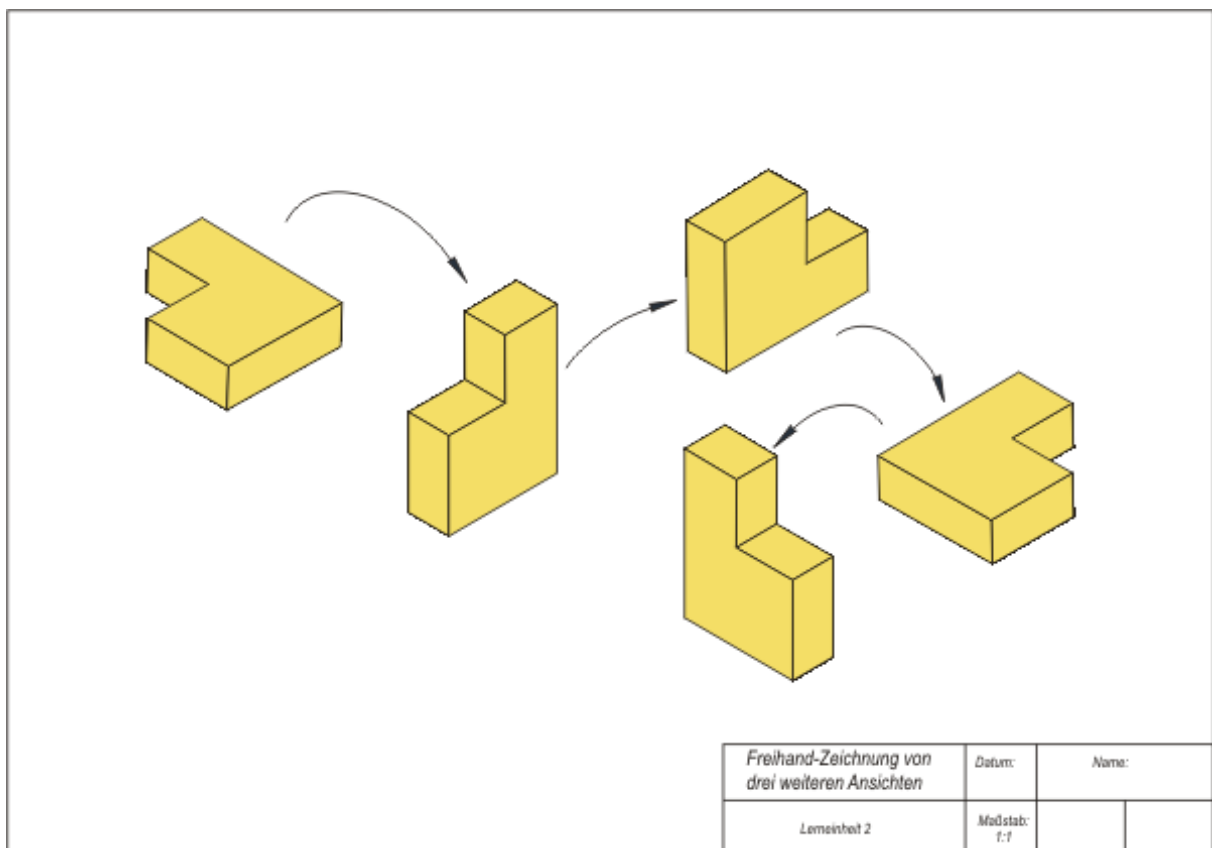 Freihand-Zeichnung von
drei weiteren Ansichten
Datum:
Name:
Lerneinheit 2
Maßstab:
1:1